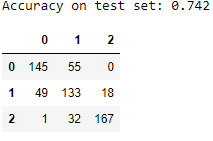 Accuracy on test set: 0.742
0 1 2
0 145 55 0
1 49 133 18
2 1 32 167